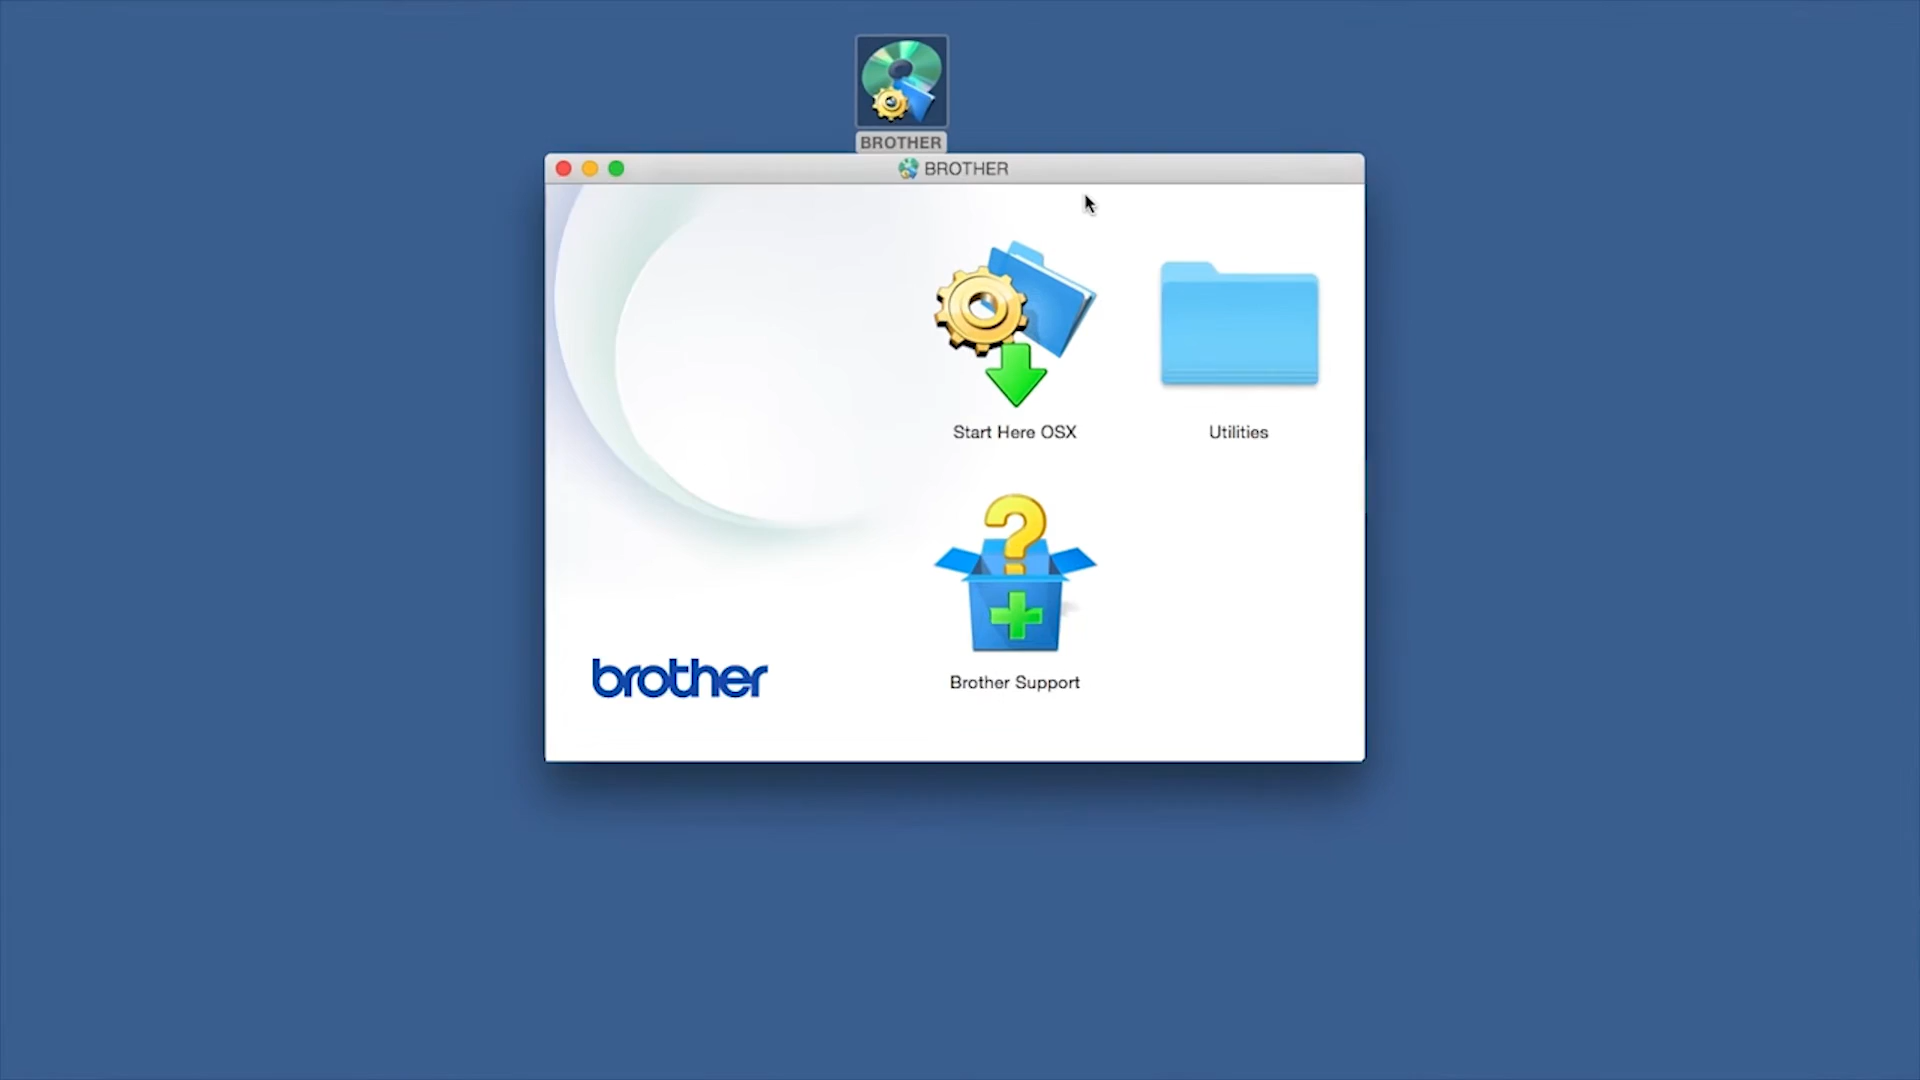 BROTHER
BROTHER
Start Here OSX
Utilities
Brother Support
brother